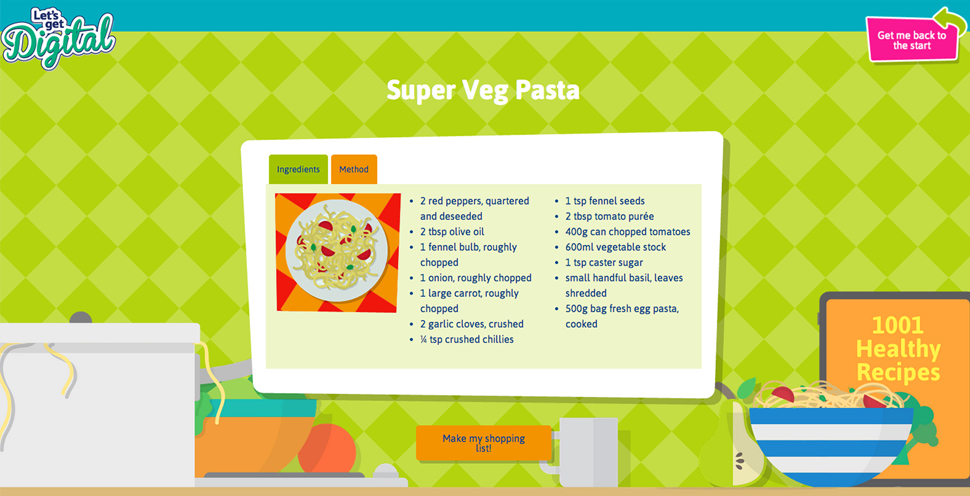 Let's
get
Digital
Get me back to
the start
Super Veg Pasta
Ingredients
Method
2 red peppers, quartered
and deseeded
2 tbsp olive oil
1 fennel bulb, roughly
chopped
1 onion, roughly chopped
1 large carrot, roughly
chopped
2 garlic cloves, crushed
¼ tsp crushed chillies
1 tsp fennel seeds
2 tbsp tomato purée
400g can chopped tomatoes
600ml vegetable stock
1 tsp caster sugar
small handful basil, leaves
shredded
500g bag fresh egg pasta,
cooked
1001
Healthy
Recipes
Make my shopping
list!